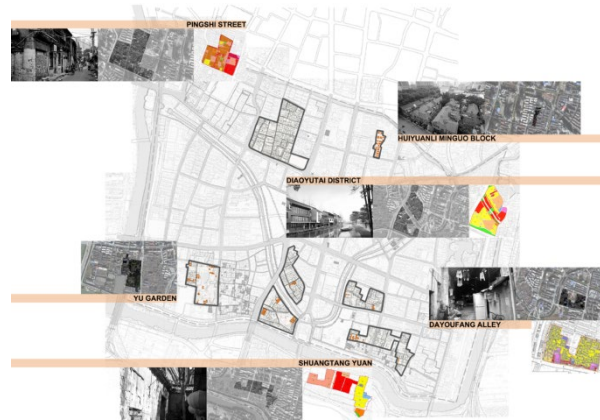 PINGSHI STREET
HUIYUANLI MINGUO BLOCK
DIAOYUTAI DISTRICT
YU GARDEN
DAYOUFANG ALLEY
SHUANGTANG YUAN